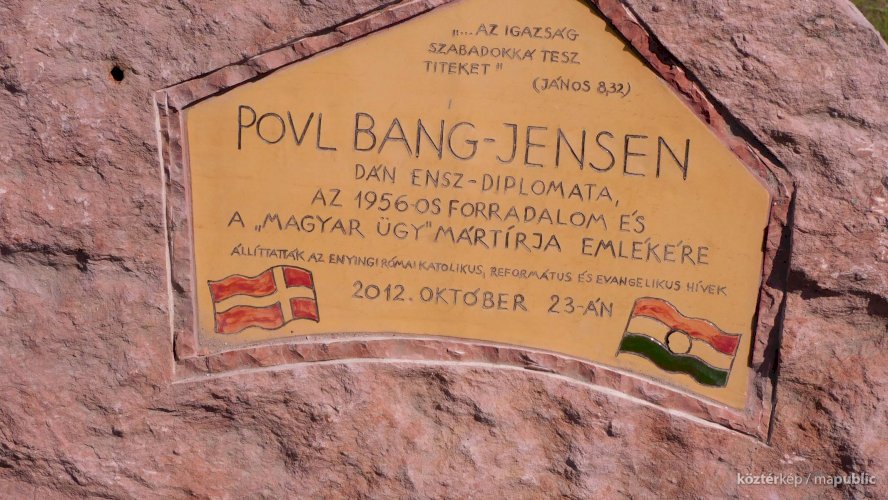 „...AZ IGAZSÁG
SZABADOKKÁ TESZ
TITEKET"
(JÁNOS 8,32)
POVL BANG-JENSEN
DÁN ENSZ-DIPLOMATA,
AZ 1956-OS FORRADALOM ÉS
A „MAGYAR ÜGY" MÁRTÍRJA EMLÉKÉRE
ÁLLÍTTATTÁK AZ ENYINGI RÓMAI KATOLIKUS, REFORMÁTUS ÉS EVANGELIKUS HÍVEK
2012. OKTÓBER 23-ÁN
köztérkép / mapublic